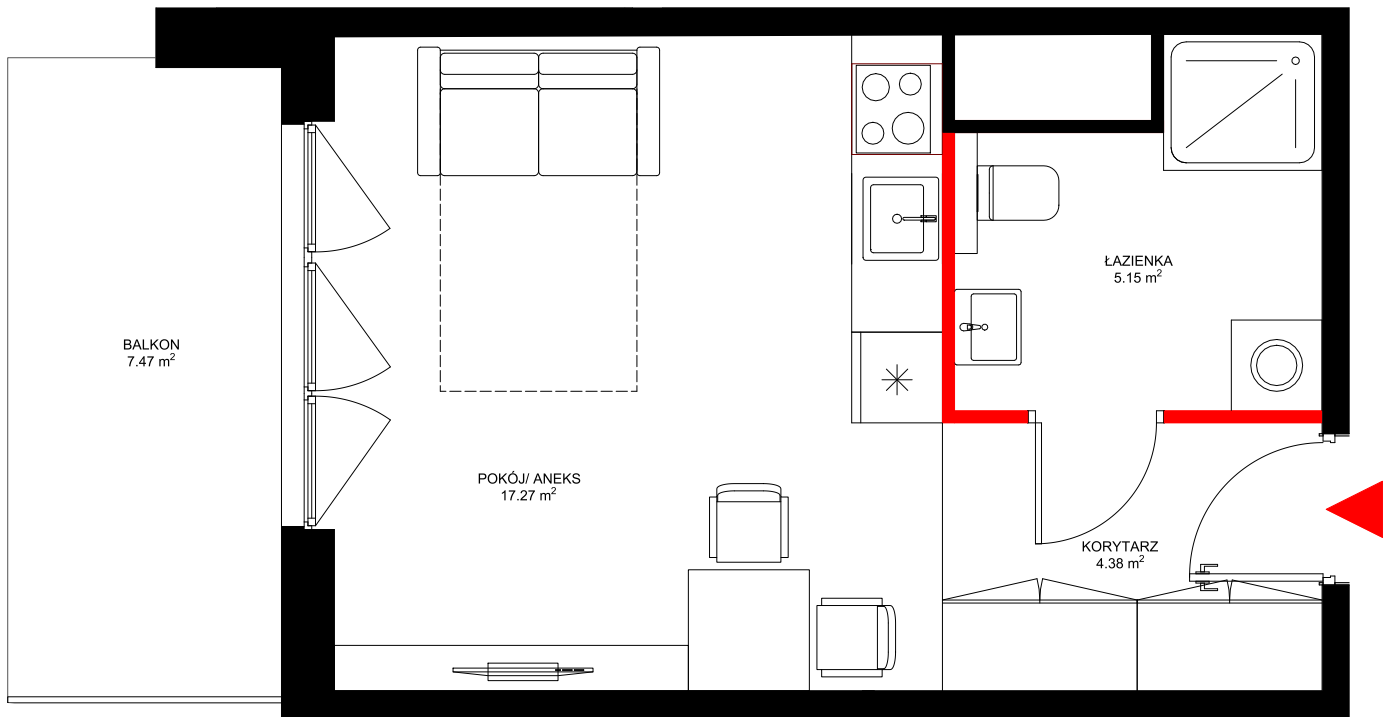 ŁAZIENKA
5.15 m²
BALKON
7.47 m²
POKÓJ/ ANEKS
17.27 m²
KORYTARZ
4.38 m²